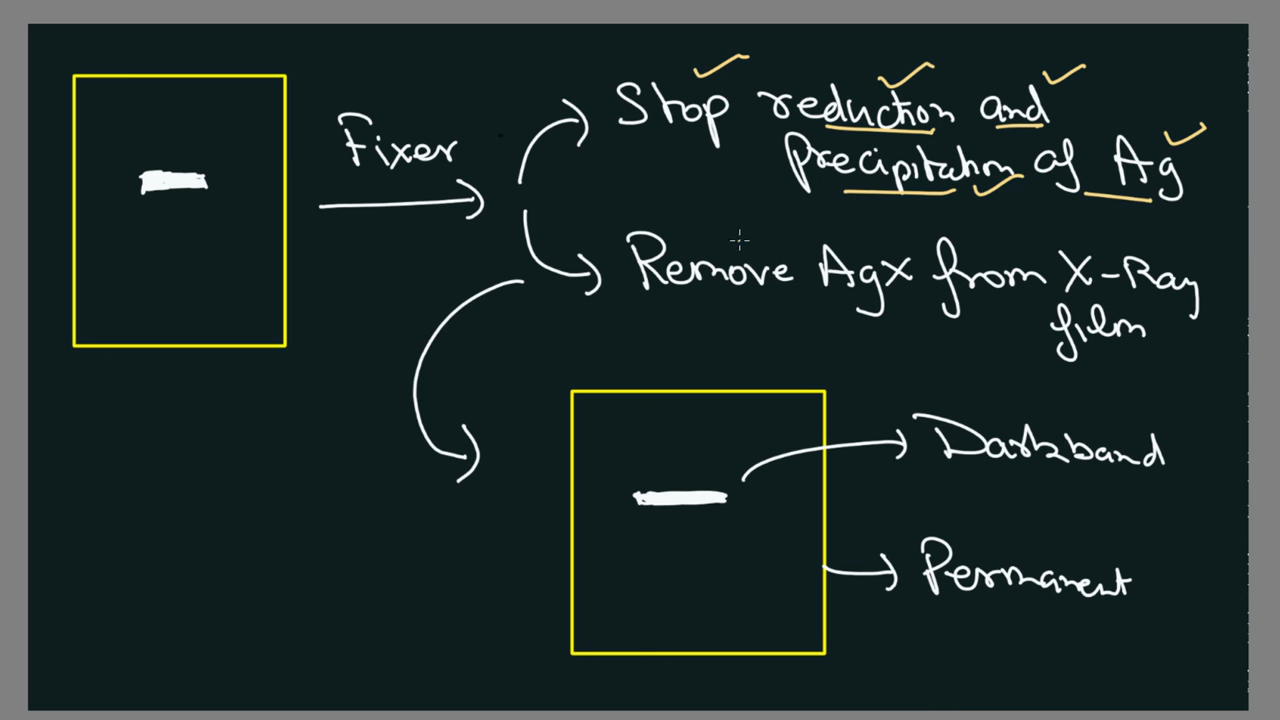 Fixer
Stop reduction and
precipitation of Ag
Remove AgX from X-Ray
film
Darkband
Permanent